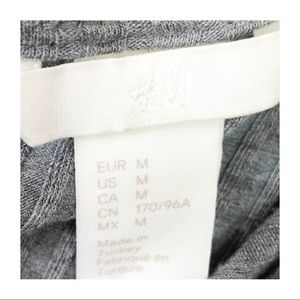 H&M
EUR M
US M
CA M
CN 170/96A
MX M
Made in
Turkey
Fabriqué en
Turquie